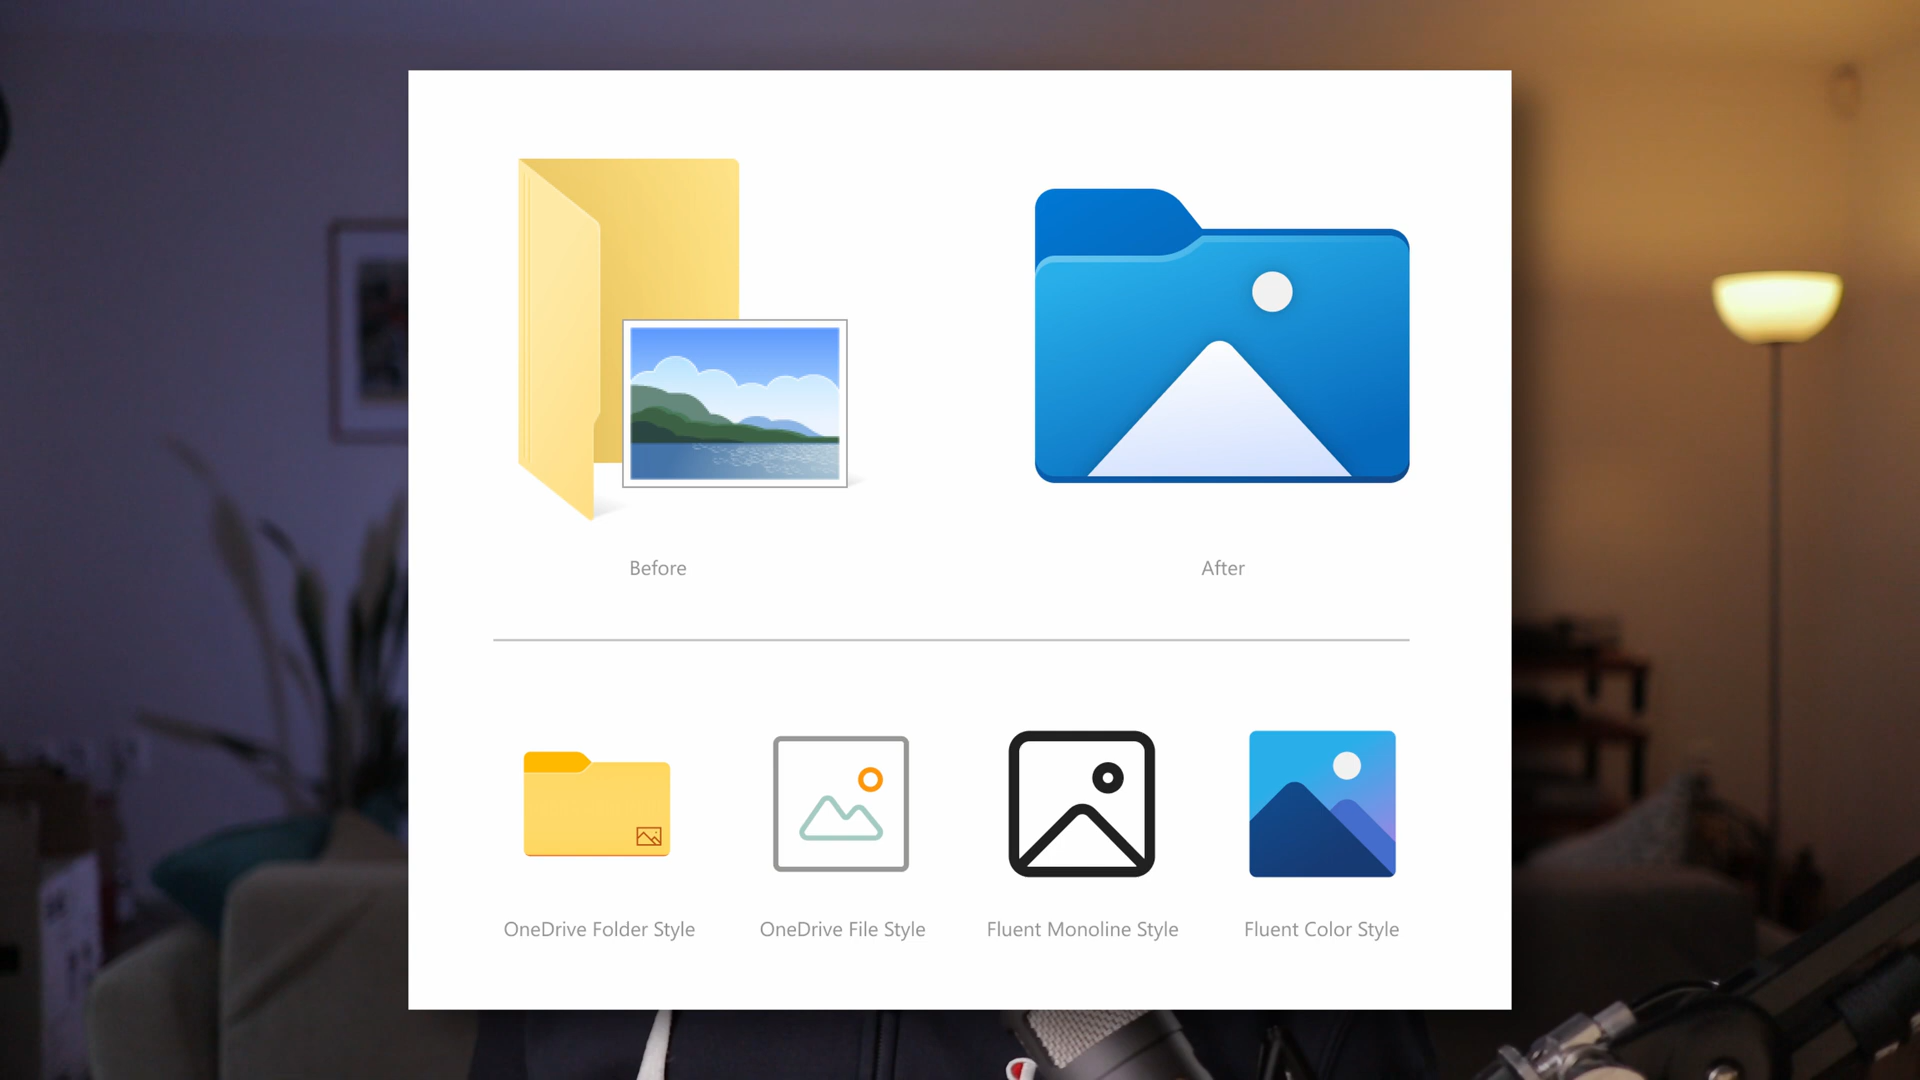 Before
After
OneDrive Folder Style
OneDrive File Style
Fluent Monoline Style
Fluent Color Style